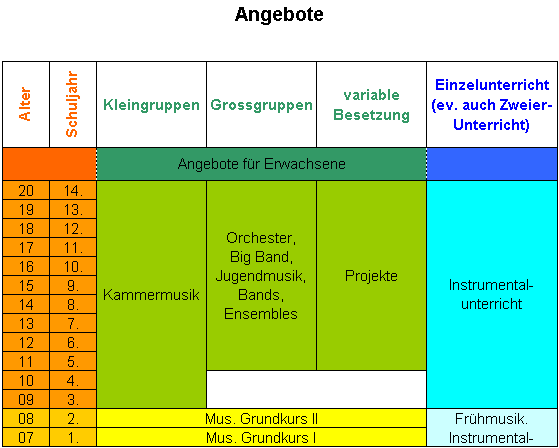 Angebote
Alter Schuljahr Kleingruppen Grossgruppen variable Besetzung Einzelunterricht (ev. auch Zweier-Unterricht)
Angebote für Erwachsene
20 14.
19 13.
18 12.
17 11.
16 10.
15 9.
14 8.
13 7.
12 6.
11 5.
10 4.
09 3.
Kammermusik
Orchester,
Big Band,
Jugendmusik,
Bands,
Ensembles
Projekte
Instrumental-
unterricht
08 2. Mus. Grundkurs II Frühmusik.
07 1. Mus. Grundkurs I Instrumental-